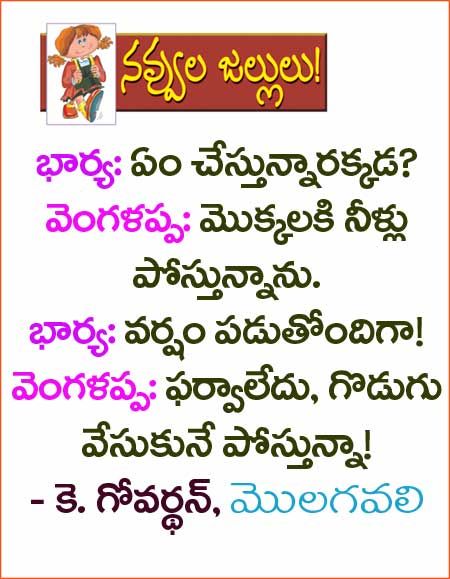 నవ్వుల జల్లులు!
భార్య: ఏం చేస్తున్నారక్కడ?
వెంగళప్ప: మొక్కలకి నీళ్లు
పోస్తున్నాను.
భార్య: వర్షం పడుతోందిగా!
వెంగళప్ప: ఫర్వాలేదు, గొడుగు
వేసుకునే పోస్తున్నా!
- కె. గోవర్ధన్, మొలగవలి